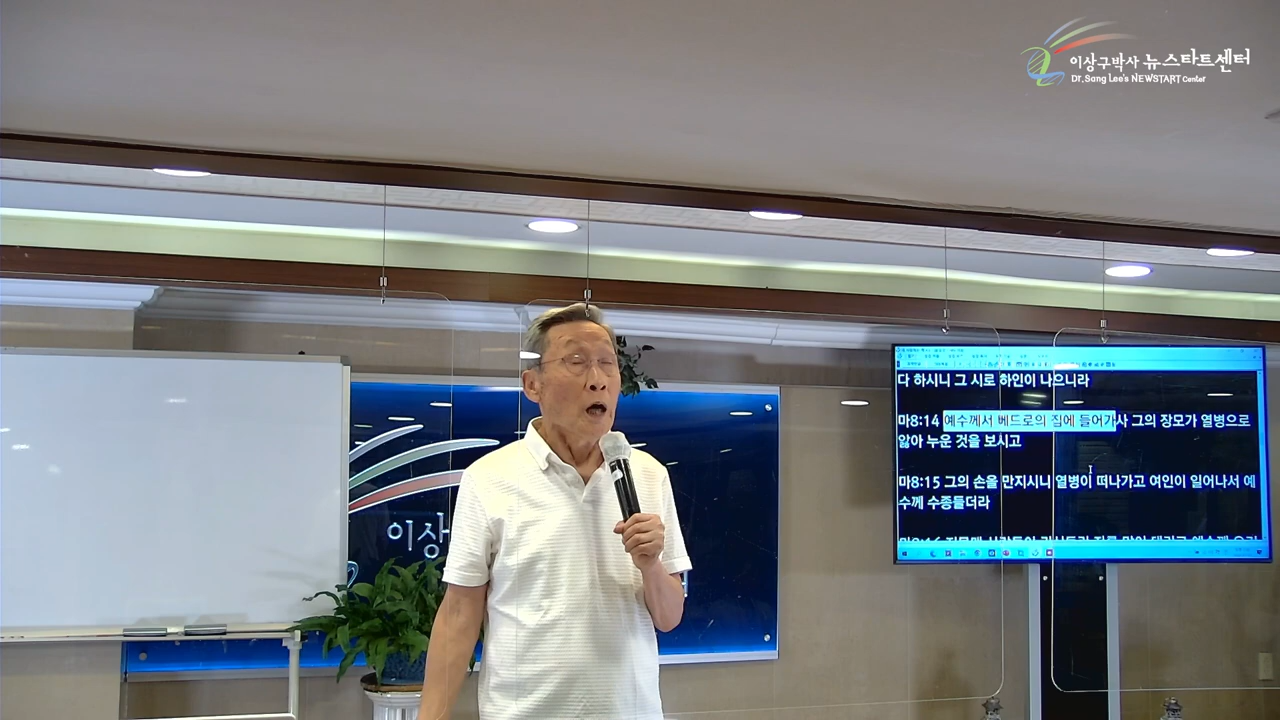 이상구박사 뉴스타트센터
Dr. Sang Lee's NEWSTART Center
다 하시니 그 시로 하인이 나으니라
마8:14 예수께서 베드로의 집에 들어가사 그의 장모가 열병으로
앓아 누운 것을 보시고
마8:15 그의 손을 만지시니 열병이 떠나가고 여인이 일어나서 예
수께 수종들더라
이상